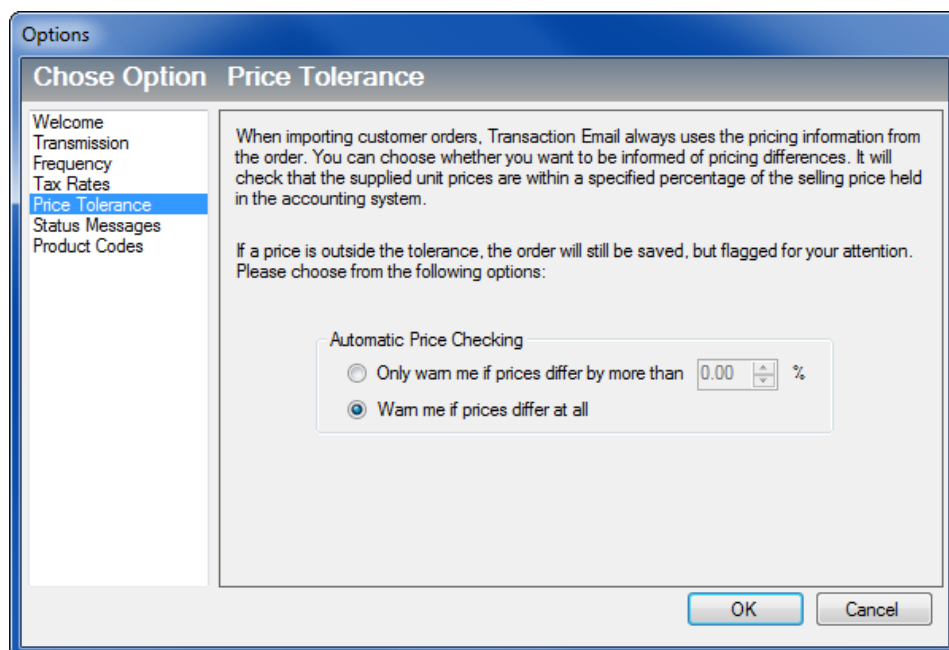 Options
Chose Option
Price Tolerance
Welcome
Transmission
Frequency
Tax Rates
Price Tolerance
Status Messages
Product Codes
When importing customer orders, Transaction Email always uses the pricing information from
the order. You can choose whether you want to be informed of pricing differences. It will
check that the supplied unit prices are within a specified percentage of the selling price held
in the accounting system.
If a price is outside the tolerance, the order will still be saved, but flagged for your attention.
Please choose from the following options:
Automatic Price Checking
Only warn me if prices differ by more than 0.00 %
Warn me if prices differ at all
OK
Cancel